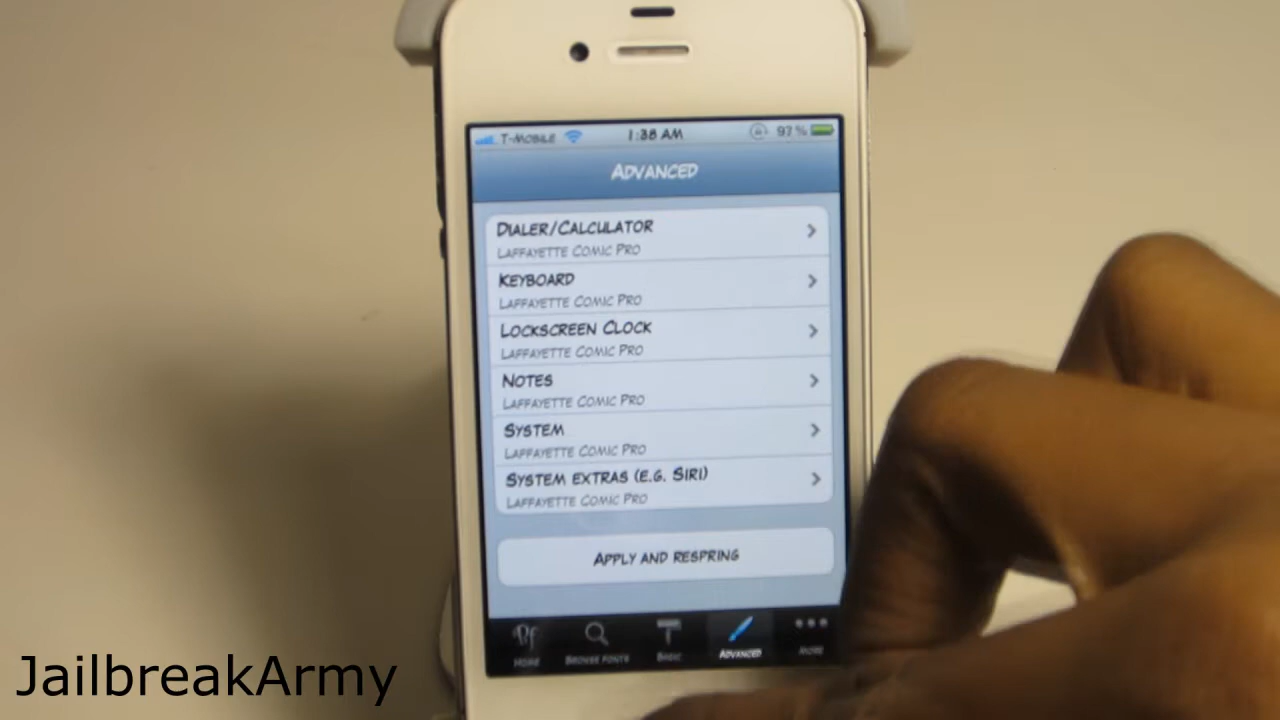 T-Mobile 1:38 AM 97%
Advanced
Dialer/Calculator
Laffayette Comic Pro
Keyboard
Laffayette Comic Pro
Lockscreen Clock
Laffayette Comic Pro
Notes
Laffayette Comic Pro
System
Laffayette Comic Pro
System extras (e.g. Siri)
Laffayette Comic Pro
Apply and respring
Home Browse fonts Basic Advanced More
JailbreakArmy